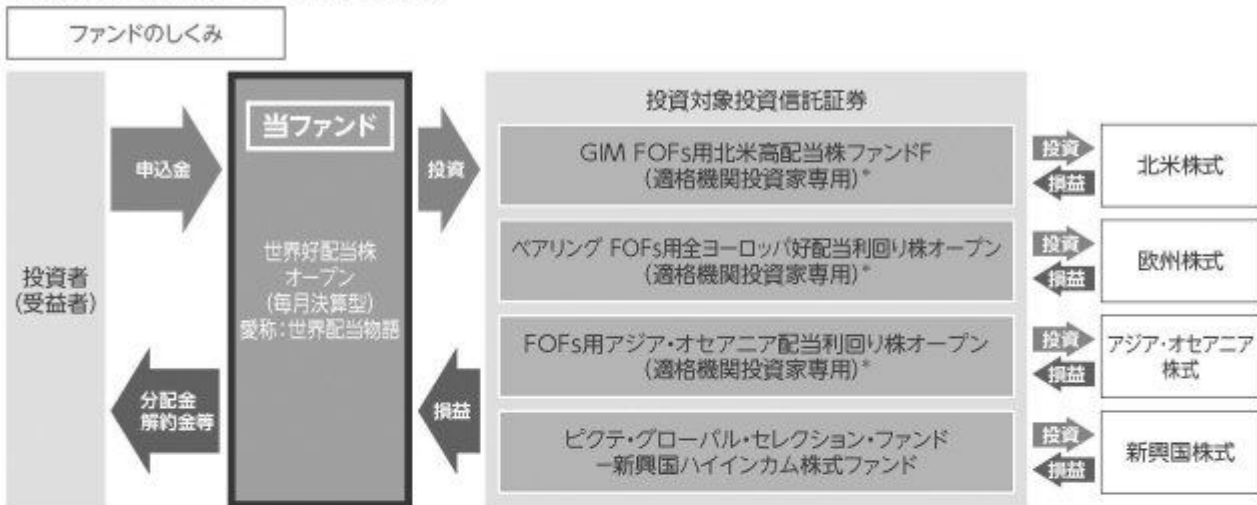 ファンドのしくみ
投資者
(受益者)
申込金
分配金
解約金等
当ファンド
世界好配当株
オープン
(毎月決算型)
愛称:世界配当物語
投資
損益
投資対象投資信託証券
GIM FOFs用北米高配当株ファンドF
(適格機関投資家専用)*
投資
損益
北米株式
ベアリング FOFs用全ヨーロッパ好配当利回り株オープン
(適格機関投資家専用)*
投資
損益
欧州株式
FOFs用アジア・オセアニア配当利回り株オープン
(適格機関投資家専用)*
投資
損益
アジア・オセアニア
株式
ピクテ・グローバル・セレクション・ファンド
-新興国ハイインカム株式ファンド
投資
損益
新興国株式